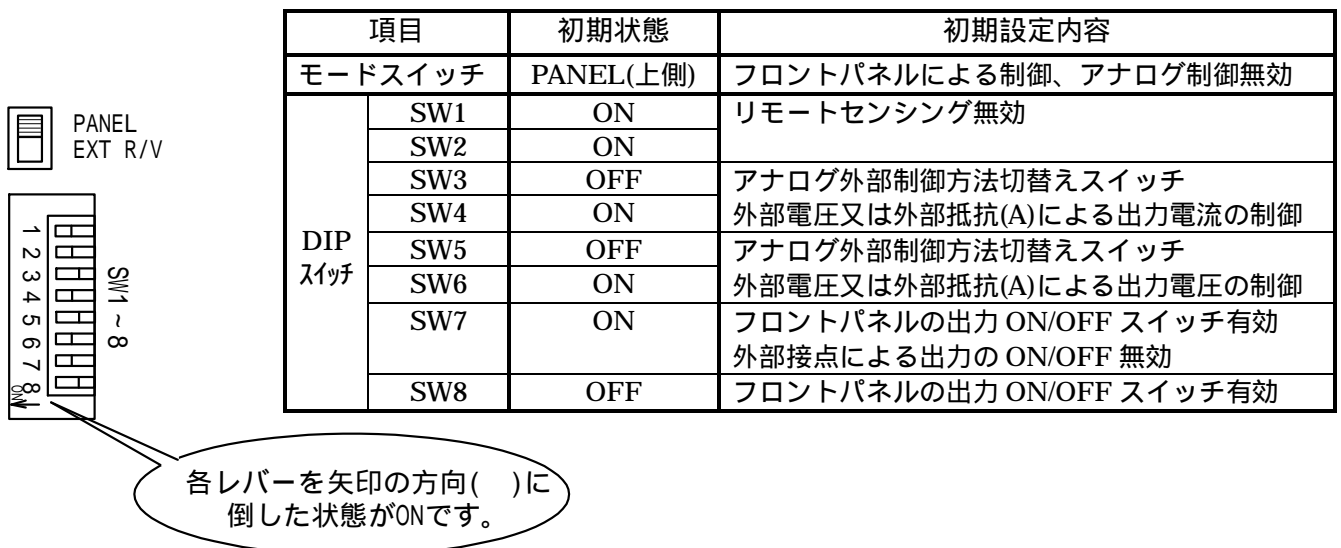 項目 初期状態 初期設定内容
モードスイッチ PANEL(上側) フロントパネルによる制御、アナログ制御無効
DIP
スイッチ
SW1 ON リモートセンシング無効
SW2 ON
SW3 OFF アナログ外部制御方法切替えスイッチ
SW4 ON 外部電圧又は外部抵抗(A)による出力電流の制御
SW5 OFF アナログ外部制御方法切替えスイッチ
SW6 ON 外部電圧又は外部抵抗(A)による出力電圧の制御
SW7 ON フロントパネルの出力 ON/OFF スイッチ有効
外部接点による出力の ON/OFF 無効
SW8 OFF フロントパネルの出力 ON/OFF スイッチ有効
PANEL
EXT R/V
1 2 3 4 5 6 7 8
ON
SW1~8
各レバーを矢印の方向( )に
倒した状態がONです。